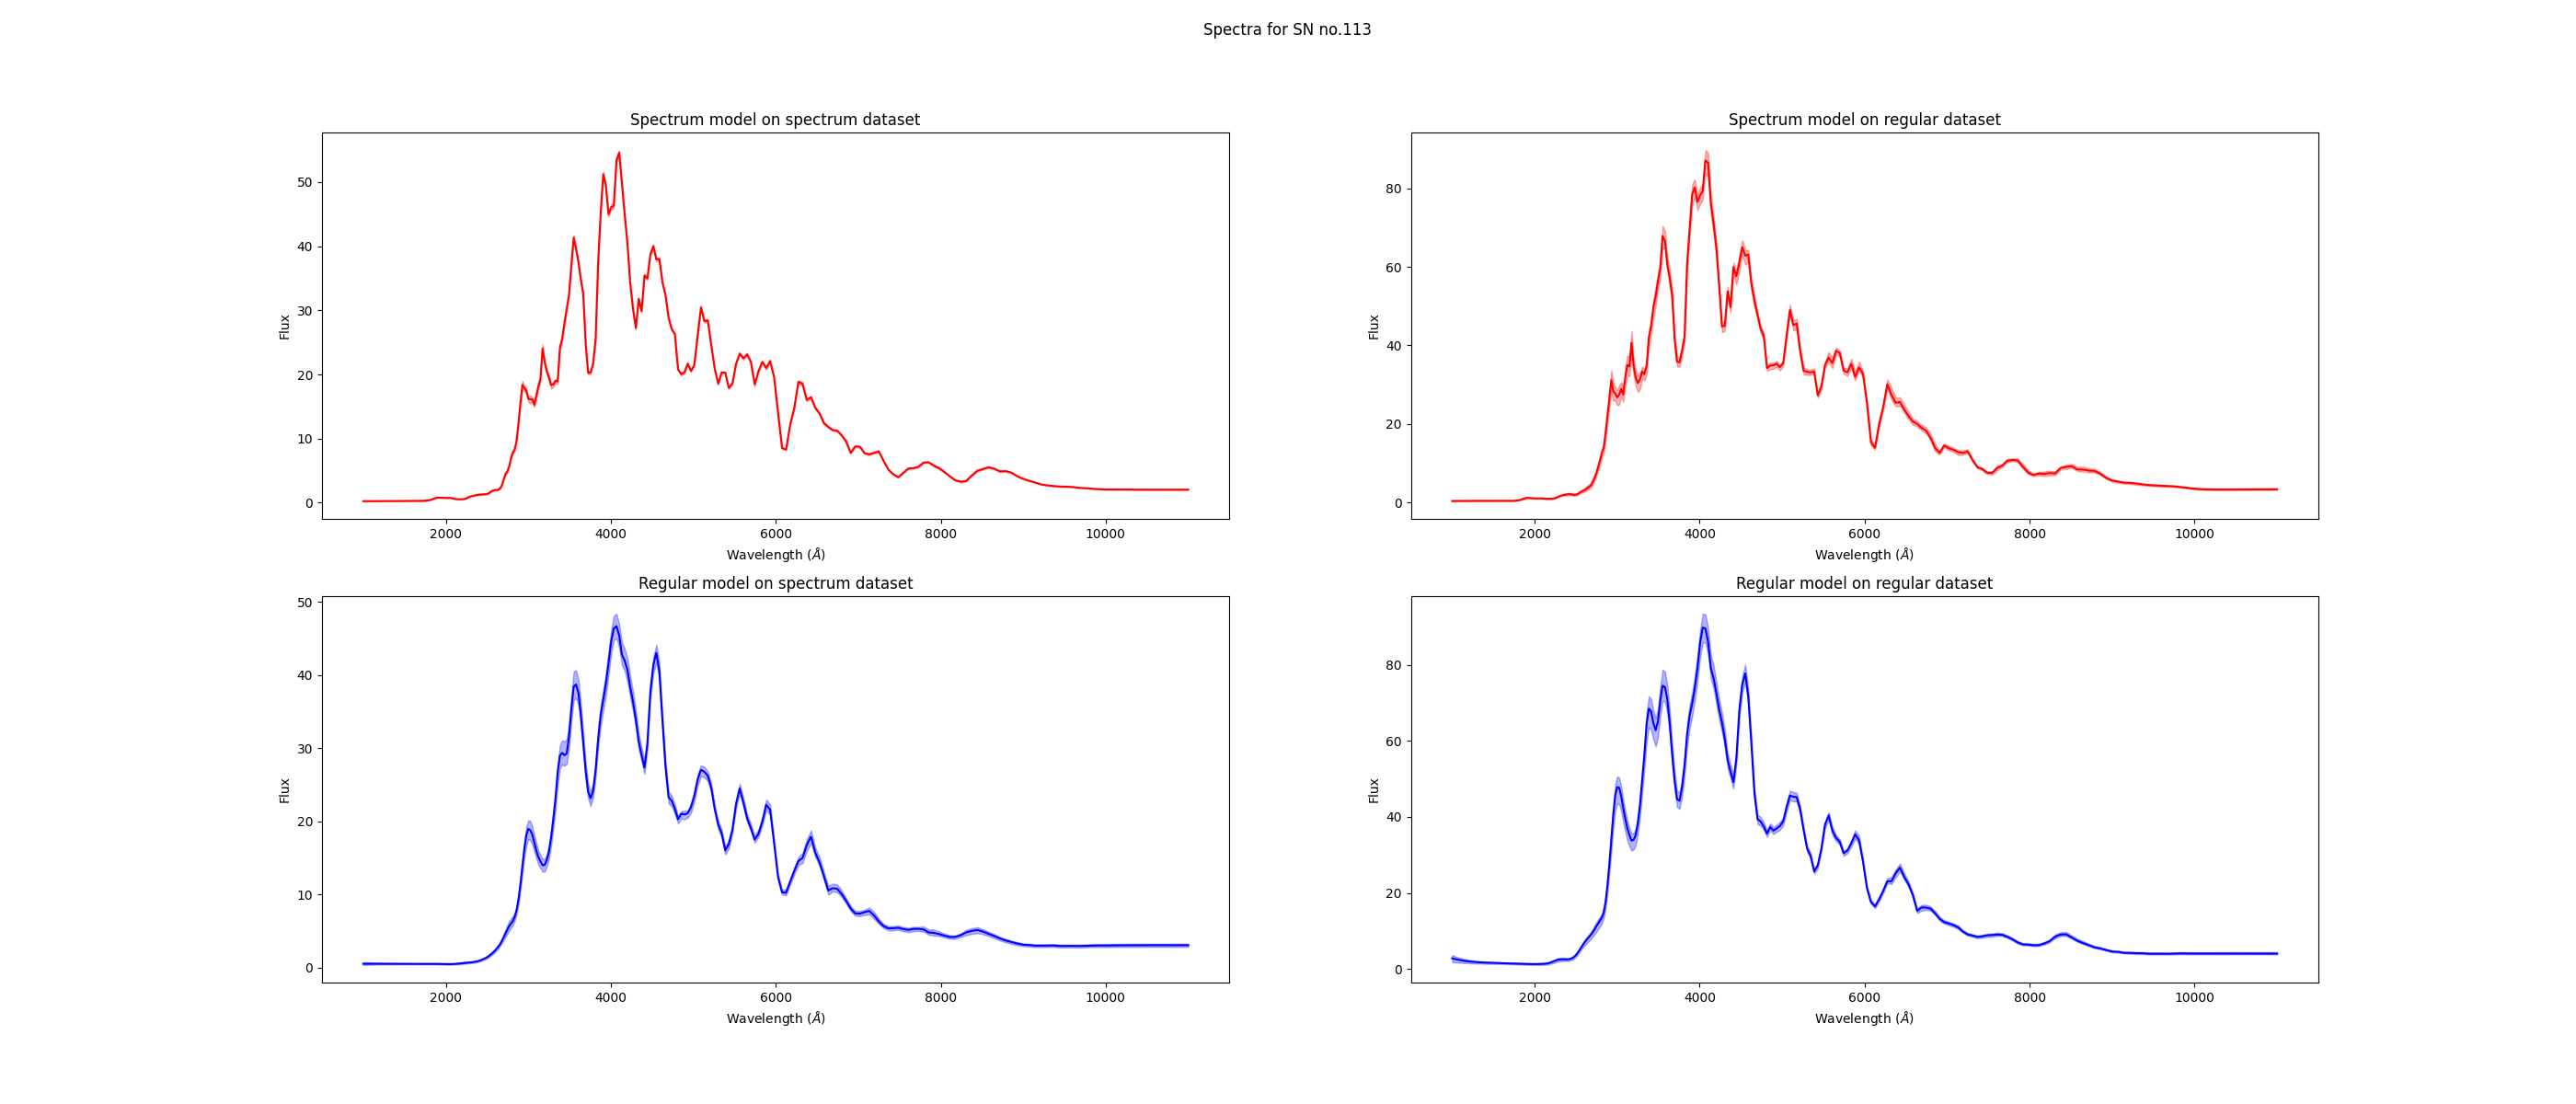 Spectra for SN no.113
Spectrum model on spectrum dataset
50
40
30
20
10
0
Flux
2000 4000 6000 8000 10000
Wavelength (Å)
Spectrum model on regular dataset
80
60
40
20
0
Flux
2000 4000 6000 8000 10000
Wavelength (Å)
Regular model on spectrum dataset
50
40
30
20
10
0
Flux
2000 4000 6000 8000 10000
Wavelength (Å)
Regular model on regular dataset
80
60
40
20
0
Flux
2000 4000 6000 8000 10000
Wavelength (Å)